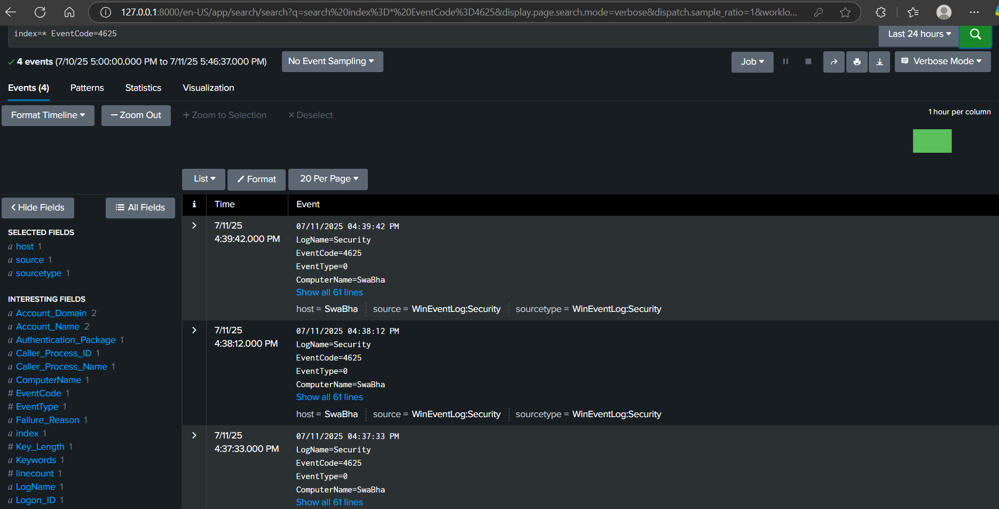 127.0.0.1:8000/en-US/app/search/search?q=search%20index%3D*%20EventCode%3D4625&display.page.search.mode=verbose&dispatch.sample_ratio=1&worklo...
index=* EventCode=4625
Last 24 hours
4 events (7/10/25 5:00:00.000 PM to 7/11/25 5:46:37.000 PM)
No Event Sampling
Job
Verbose Mode
Events (4)
Patterns
Statistics
Visualization
Format Timeline
— Zoom Out
+ Zoom to Selection
× Deselect
1 hour per column
List
Format
20 Per Page
Hide Fields
All Fields
SELECTED FIELDS
a host 1
a source 1
a sourcetype 1
INTERESTING FIELDS
a Account_Domain 2
a Account_Name 2
a Authentication_Package 1
a Caller_Process_ID 1
a Caller_Process_Name 1
a ComputerName 1
# EventCode 1
# EventType 1
a Failure_Reason 1
a index 1
# Key_Length 1
a Keywords 1
# linecount 1
a LogName 1
a Logon_ID 1
i
Time
Event
7/11/25
4:39:42.000 PM
07/11/2025 04:39:42 PM
LogName=Security
EventCode=4625
EventType=0
ComputerName=SwaBha
Show all 61 lines
host = SwaBha
source = WinEventLog:Security
sourcetype = WinEventLog:Security
7/11/25
4:38:12.000 PM
07/11/2025 04:38:12 PM
LogName=Security
EventCode=4625
EventType=0
ComputerName=SwaBha
Show all 61 lines
host = SwaBha
source = WinEventLog:Security
sourcetype = WinEventLog:Security
7/11/25
4:37:33.000 PM
07/11/2025 04:37:33 PM
LogName=Security
EventCode=4625
EventType=0
ComputerName=SwaBha
Show all 61 lines